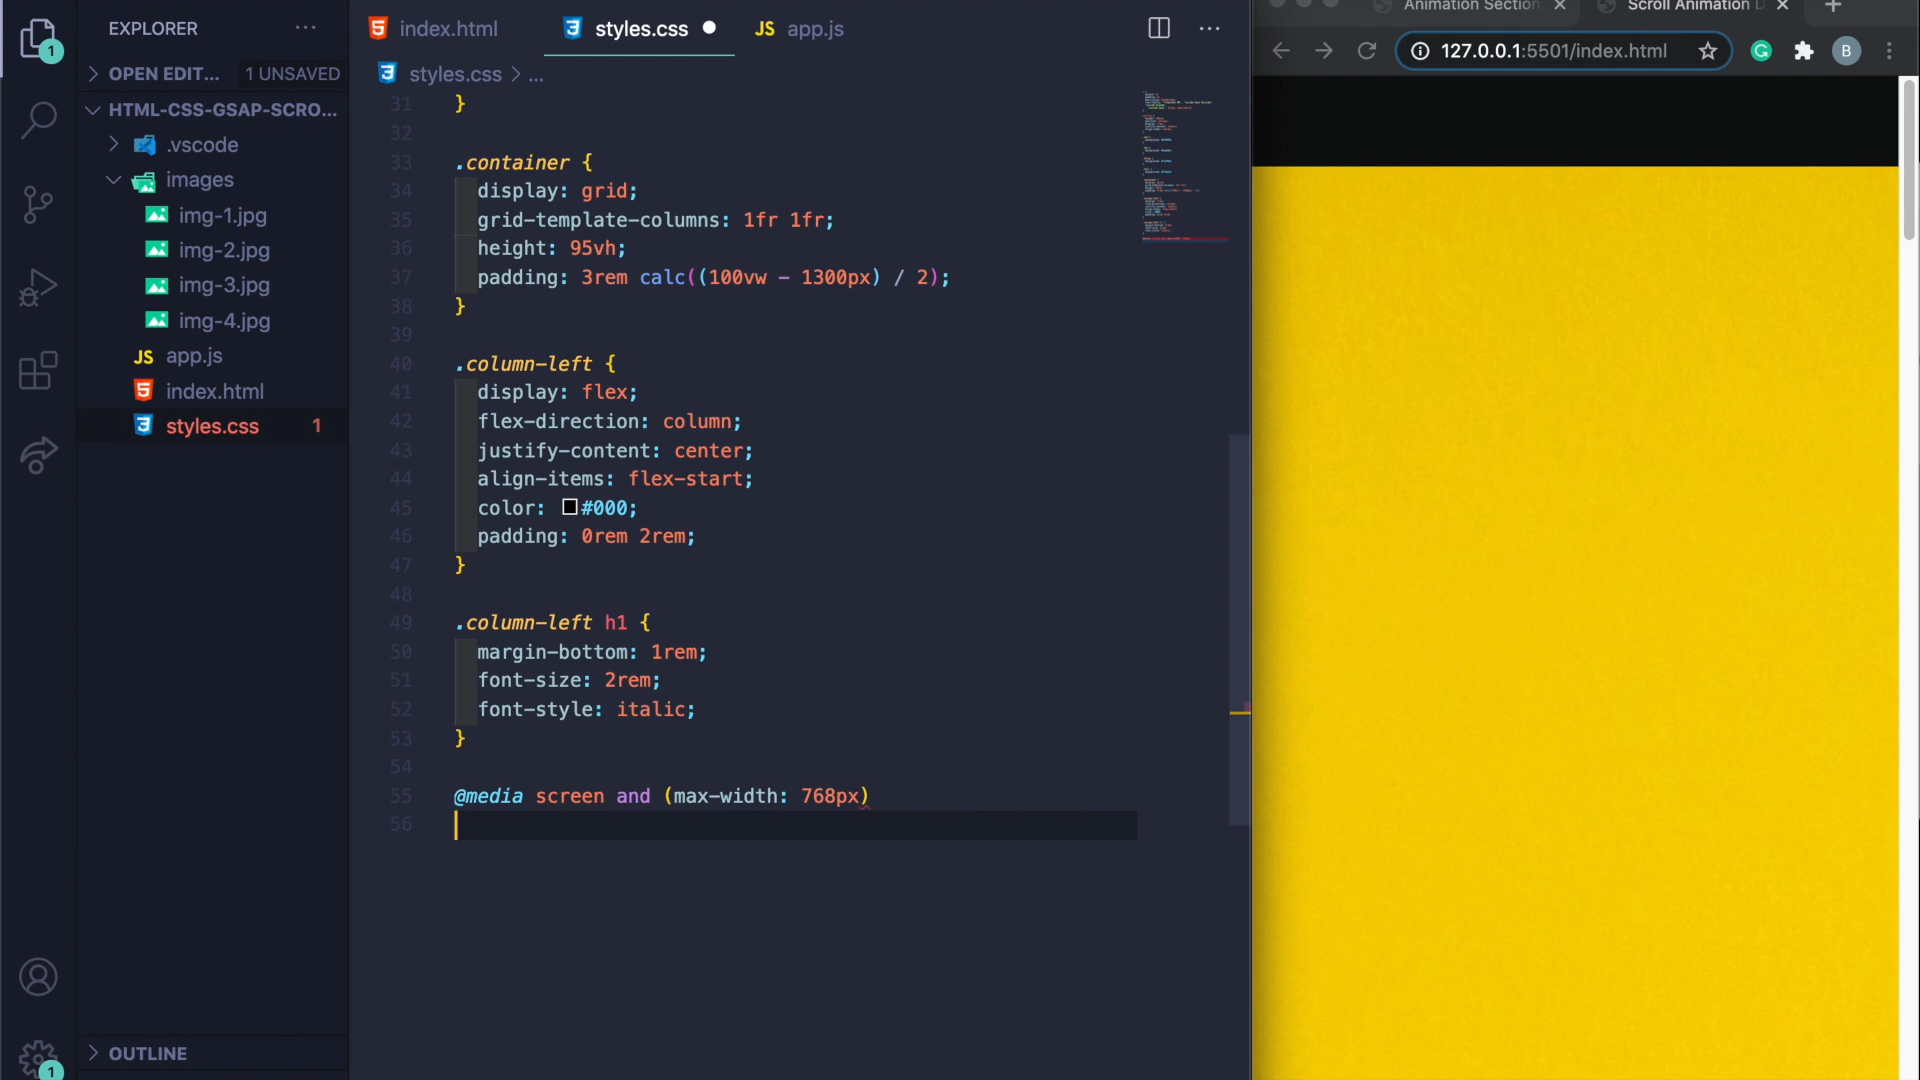 EXPLORER
OPEN EDIT... 1 UNSAVED
HTML-CSS-GSAP-SCRO...
.vscode
images
img-1.jpg
img-2.jpg
img-3.jpg
img-4.jpg
JS app.js
index.html
styles.css 1
OUTLINE
1
1
index.html
styles.css
JS app.js
styles.css > ...
31 }
32
33 .container {
34 display: grid;
35 grid-template-columns: 1fr 1fr;
36 height: 95vh;
37 padding: 3rem calc((100vw - 1300px) / 2);
38 }
39
40 .column-left {
41 display: flex;
42 flex-direction: column;
43 justify-content: center;
44 align-items: flex-start;
45 color: #000;
46 padding: 0rem 2rem;
47 }
48
49 .column-left h1 {
50 margin-bottom: 1rem;
51 font-size: 2rem;
52 font-style: italic;
53 }
54
55 @media screen and (max-width: 768px)
56
Animation Section
Scroll Animation
127.0.0.1:5501/index.html
B